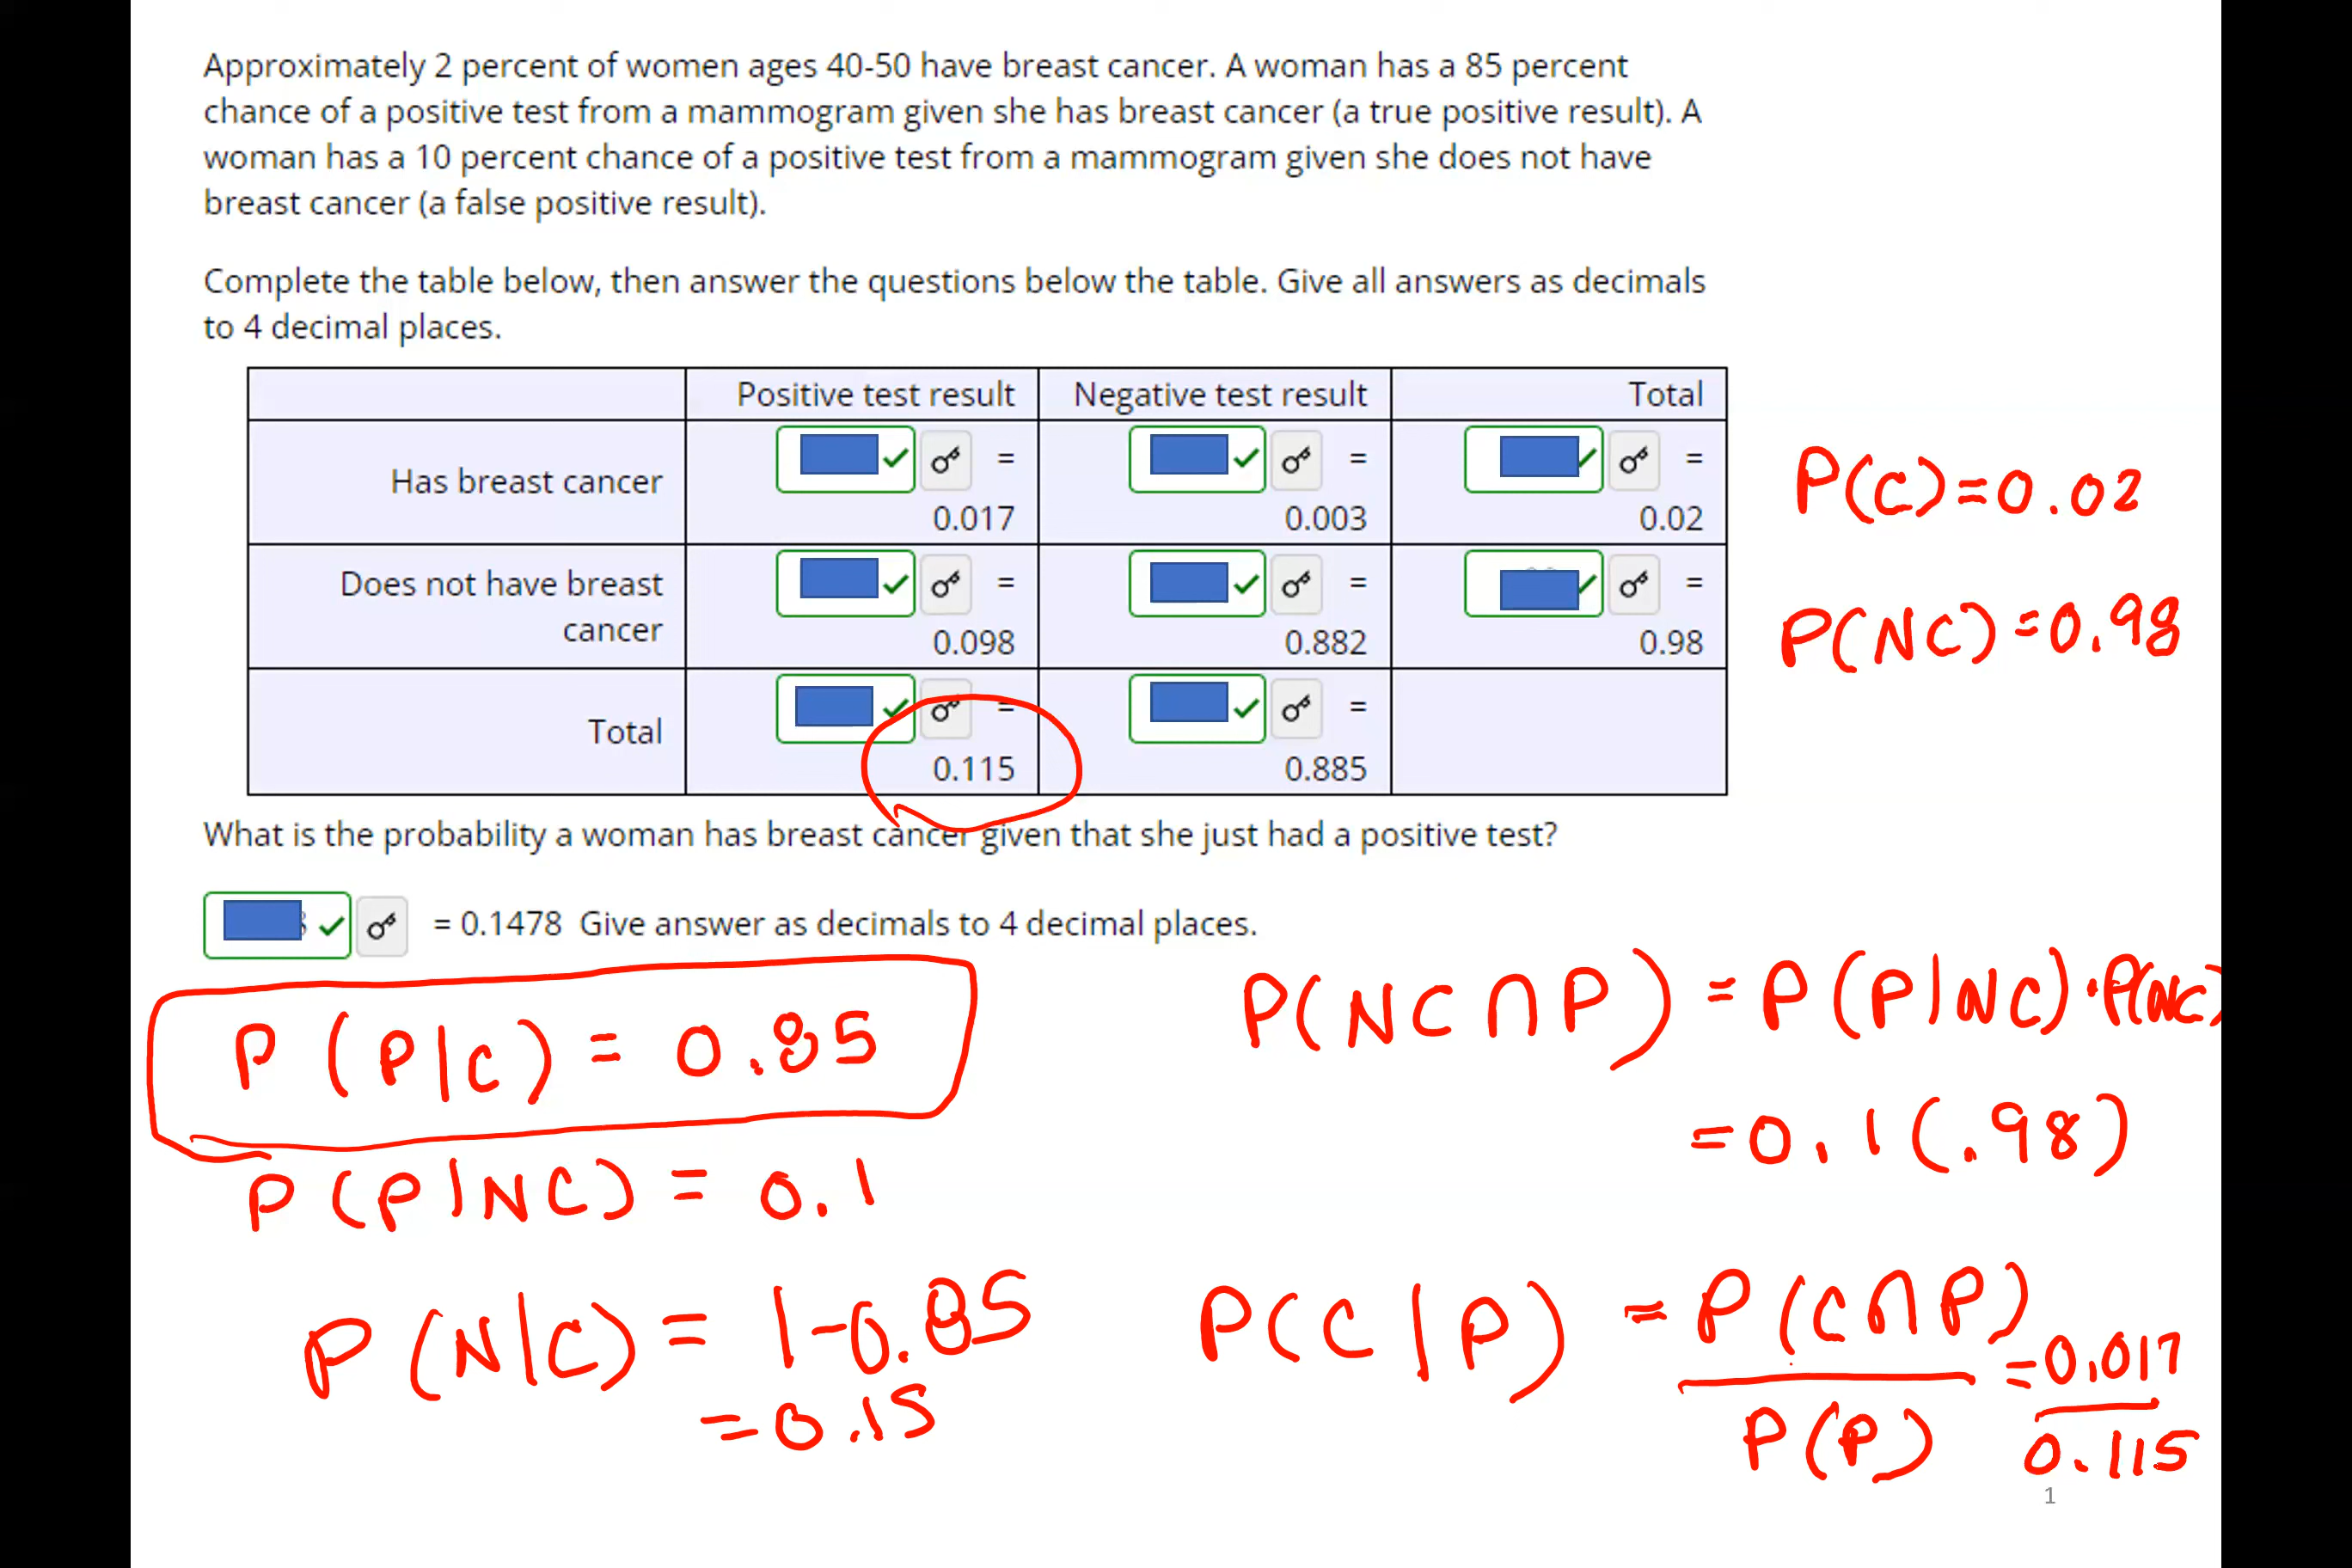 Approximately 2 percent of women ages 40-50 have breast cancer. A woman has a 85 percent
chance of a positive test from a mammogram given she has breast cancer (a true positive result). A
woman has a 10 percent chance of a positive test from a mammogram given she does not have
breast cancer (a false positive result).
Complete the table below, then answer the questions below the table. Give all answers as decimals
to 4 decimal places.
Positive test result Negative test result Total
Has breast cancer = 0.017 = 0.003 = 0.02
P(C)=0.02
Does not have breast cancer = 0.098 = 0.882 = 0.98
P(NC)=0.98
Total = 0.115 = 0.885
What is the probability a woman has breast cancer given that she just had a positive test?
= 0.1478 Give answer as decimals to 4 decimal places.
P(P|C) = 0.85
P(P|NC) = 0.1
P(N|C) = 1-0.85
=0.15
P(NC∩P) = P(P|NC)·P(NC)
=0.1(.98)
P(C|P) = P(C∩P)
P(P)
=0.017
0.115
1